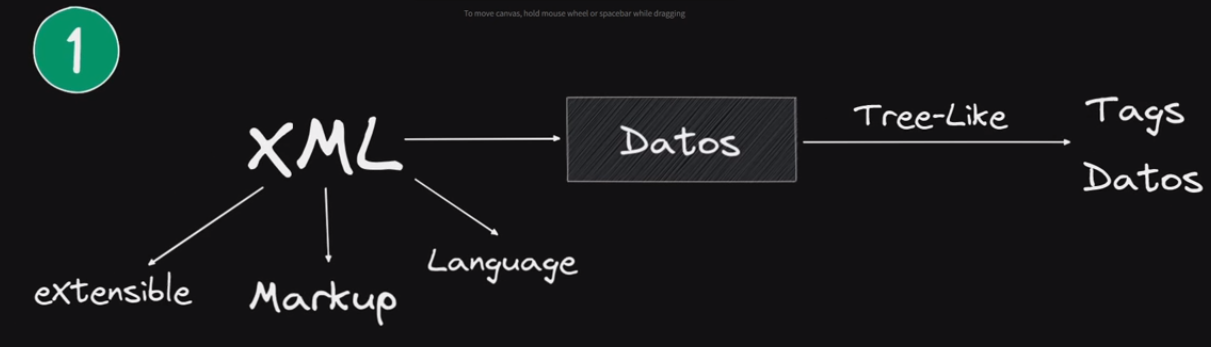 To move canvas, hold mouse wheel or spacebar while dragging
1
XML
Datos
Tree-Like
Tags
Datos
eXtensible
Markup
Language